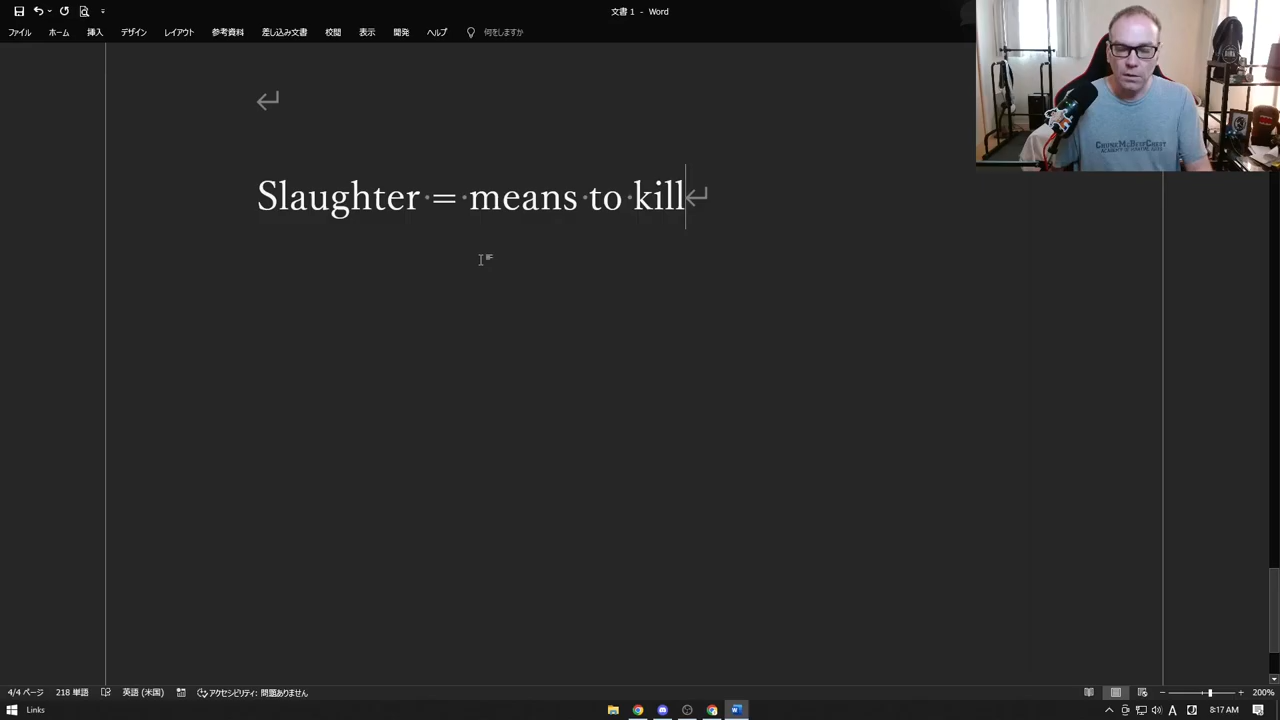 文書 1 - Word
ファイル ホーム 挿入 デザイン レイアウト 参考資料 差し込み文書 校閲 表示 開発 ヘルプ 何をしますか
CHUNK MCBEEFCHEST
Slaughter = means to kill
4/4 ページ 218 単語 英語 (米国) アクセシビリティ: 問題ありません 200%
Links A 8:17 AM